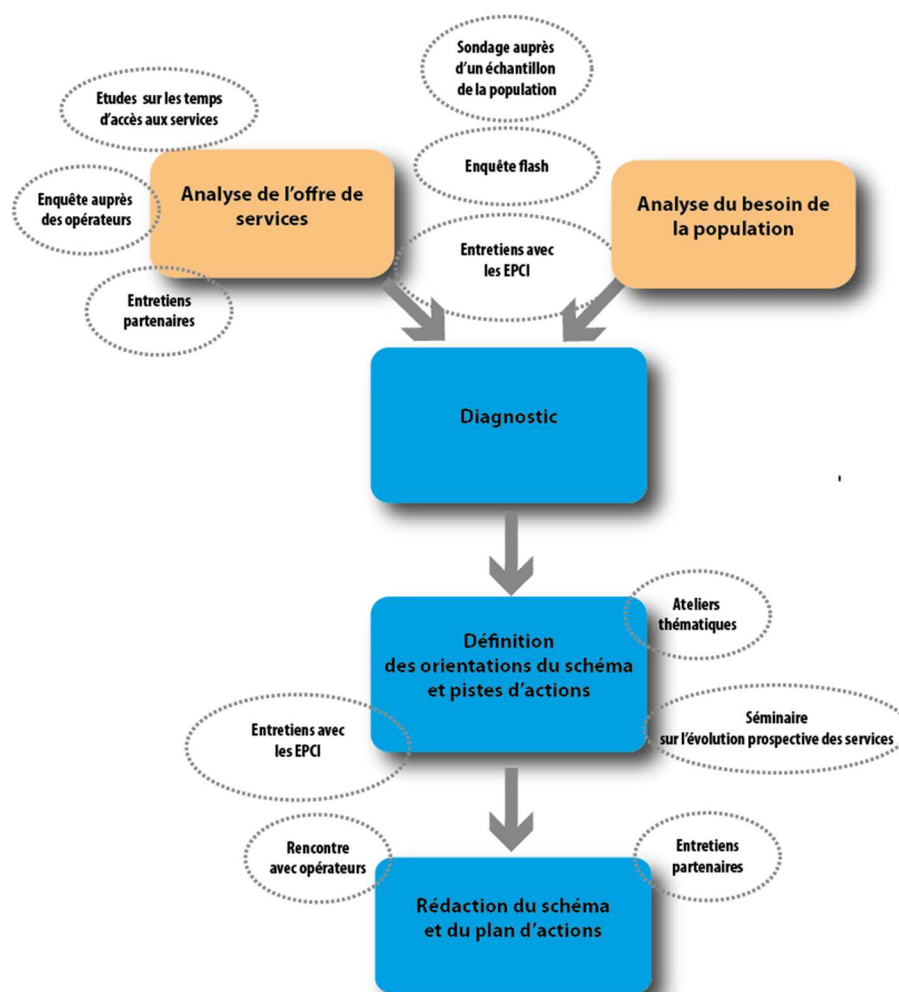 Sondage auprès
d'un échantillon
de la population
Etudes sur les temps
d'accès aux services
Enquête flash
Analyse de l'offre de
services
Analyse du besoin de
la population
Enquête auprès
des opérateurs
Entretiens avec
les EPCI
Entretiens
partenaires
Diagnostic
Ateliers
thématiques
Définition
des orientations du schéma
et pistes d'actions
Entretiens avec
les EPCI
Séminaire
sur l'évolution prospective des services
Rencontre
avec opérateurs
Entretiens
partenaires
Rédaction du schéma
et du plan d'actions